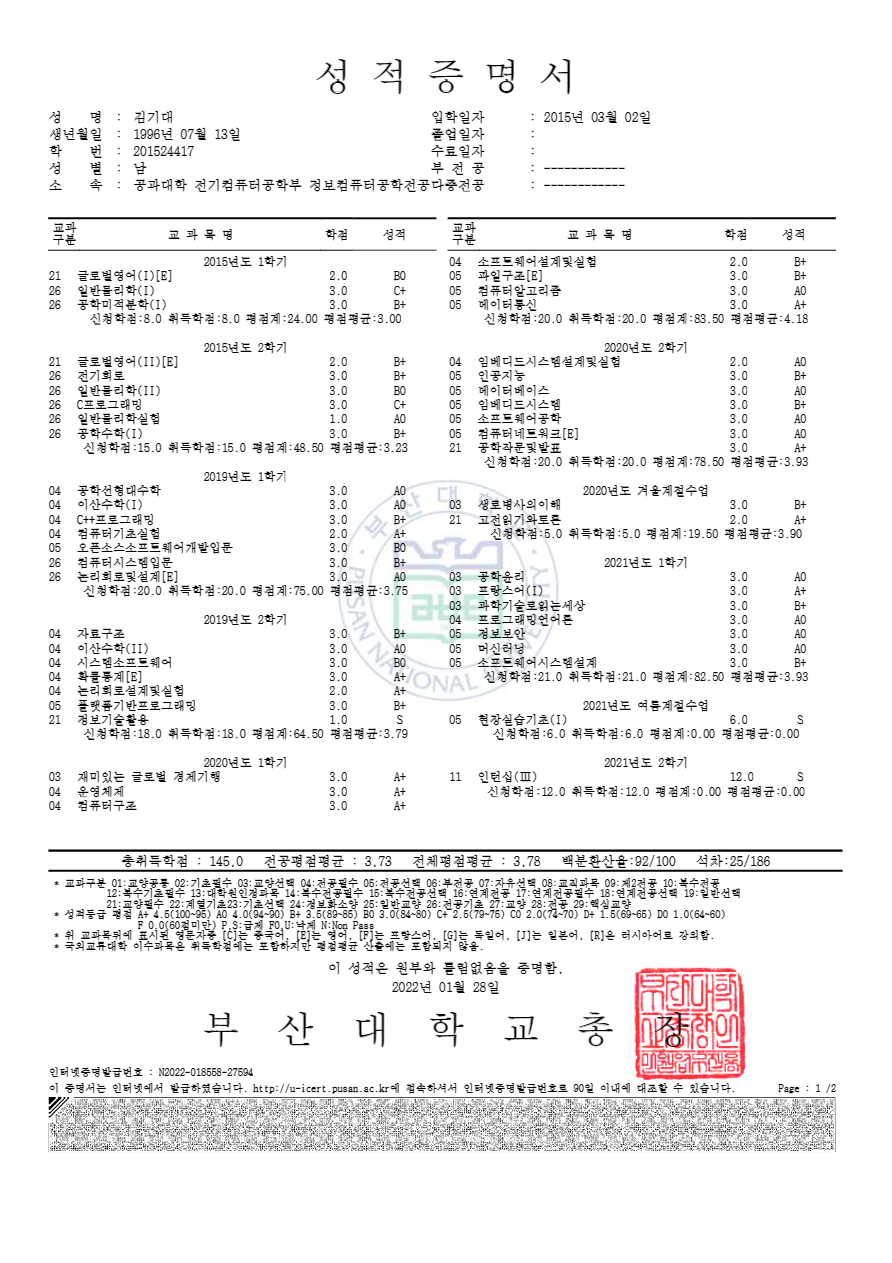 성 적 증 명 서
성 명 : 김기대
생년월일 : 1996년 07월 13일
학 번 : 201524417
성 별 : 남
소 속 : 공과대학 전기컴퓨터공학부 정보컴퓨터공학전공
입학일자 : 2015년 03월 02일
졸업일자 :
수료일자 :
부 전 공 : ------------
다중전공 : ------------
교과구분 교 과 목 명 학점 성적
2015년도 1학기
21 글로벌영어(I)[E] 2.0 B0
26 일반물리학(I) 3.0 C+
26 공학미적분학(I) 3.0 B+
신청학점:8.0 취득학점:8.0 평점계:24.00 평점평균:3.00
2015년도 2학기
21 글로벌영어(II)[E] 2.0 B+
26 전기회로 3.0 B+
26 일반물리학(II) 3.0 B0
26 C프로그래밍 3.0 C+
26 일반물리학실험 1.0 A0
26 공학수학(I) 3.0 B+
신청학점:15.0 취득학점:15.0 평점계:48.50 평점평균:3.23
2019년도 1학기
04 공학선형대수학 3.0 A0
04 이산수학(I) 3.0 A0
04 C++프로그래밍 3.0 B+
04 컴퓨터기초실험 2.0 A+
05 오픈소스소프트웨어개발입문 3.0 B0
26 컴퓨터시스템입문 3.0 B+
26 논리회로및설계[E] 3.0 A0
신청학점:20.0 취득학점:20.0 평점계:75.00 평점평균:3.75
2019년도 2학기
04 자료구조 3.0 B+
04 이산수학(II) 3.0 A0
04 시스템소프트웨어 3.0 B0
04 확률통계[E] 3.0 A+
04 논리회로설계및실험 2.0 A+
05 플랫폼기반프로그래밍 3.0 B+
21 정보기술활용 1.0 S
신청학점:18.0 취득학점:18.0 평점계:64.50 평점평균:3.79
2020년도 1학기
03 재미있는 글로벌 경제기행 3.0 A+
04 운영체제 3.0 A+
04 컴퓨터구조 3.0 A+
교과구분 교 과 목 명 학점 성적
04 소프트웨어설계및실험 2.0 B+
05 파일구조[E] 3.0 B+
05 컴퓨터알고리즘 3.0 A0
05 데이터통신 3.0 A+
신청학점:20.0 취득학점:20.0 평점계:83.50 평점평균:4.18
2020년도 2학기
04 임베디드시스템설계및실험 2.0 A0
05 인공지능 3.0 B+
05 데이터베이스 3.0 A0
05 임베디드시스템 3.0 B+
05 소프트웨어공학 3.0 A0
05 컴퓨터네트워크[E] 3.0 A0
21 공학작문및발표 3.0 A+
신청학점:20.0 취득학점:20.0 평점계:78.50 평점평균:3.93
2020년도 겨울계절수업
03 생로병사의이해 3.0 B+
21 고전읽기와토론 2.0 A+
신청학점:5.0 취득학점:5.0 평점계:19.50 평점평균:3.90
2021년도 1학기
03 공학윤리 3.0 A0
03 프랑스어(I) 3.0 A+
03 과학기술로읽는세상 3.0 B+
04 프로그래밍언어론 3.0 A0
05 정보보안 3.0 A0
05 머신러닝 3.0 A0
05 소프트웨어시스템설계 3.0 B+
신청학점:21.0 취득학점:21.0 평점계:82.50 평점평균:3.93
2021년도 여름계절수업
05 현장실습기초(I) 6.0 S
신청학점:6.0 취득학점:6.0 평점계:0.00 평점평균:0.00
2021년도 2학기
11 인턴십(Ⅲ) 12.0 S
신청학점:12.0 취득학점:12.0 평점계:0.00 평점평균:0.00
부산대학교
PUSAN NATIONAL UNIVERSITY
총취득학점 : 145.0 전공평점평균 : 3.73 전체평점평균 : 3.78 백분환산율:92/100 석차:25/186
* 교과구분 01:교양공통 02:기초필수 03:교양선택 04:전공필수 05:전공선택 06:부전공 07:자유선택 08:교직과목 09:제2전공 10:복수전공
12:복수기초필수 13:대학원인정과목 14:복수전공필수 15:복수전공선택 16:연계전공 17:연계전공필수 18:연계전공선택 19:일반선택
21:교양필수 22:계열기초23:기초선택 24:정보화소양 25:일반교양 26:전공기초 27:교양 28:전공 29:핵심교양
* 성적등급 평점 A+ 4.5(100~95) A0 4.0(94~90) B+ 3.5(89~85) B0 3.0(84~80) C+ 2.5(79~75) C0 2.0(74~70) D+ 1.5(69~65) D0 1.0(64~60)
F 0.0(60점미만) P,S:급제 F0,U:낙제 N:Non Pass
* 위 교과목뒤에 표시된 영문자중 [C]는 중국어, [E]는 영어, [F]는 프랑스어, [G]는 독일어, [J]는 일본어, [R]은 러시아어로 강의함.
* 국외교류대학 이수과목은 취득학점에는 포함하지만 평점평균 산출에는 포함되지 않음.
이 성적은 원부와 틀림없음을 증명함.
2022년 01월 28일
부 산 대 학 교 총 장
인터넷증명발급번호 : N2022-018558-27594
이 증명서는 인터넷에서 발급하였습니다. http://u-icert.pusan.ac.kr에 접속하셔서 인터넷증명발급번호로 90일 이내에 대조할 수 있습니다. Page : 1 /2